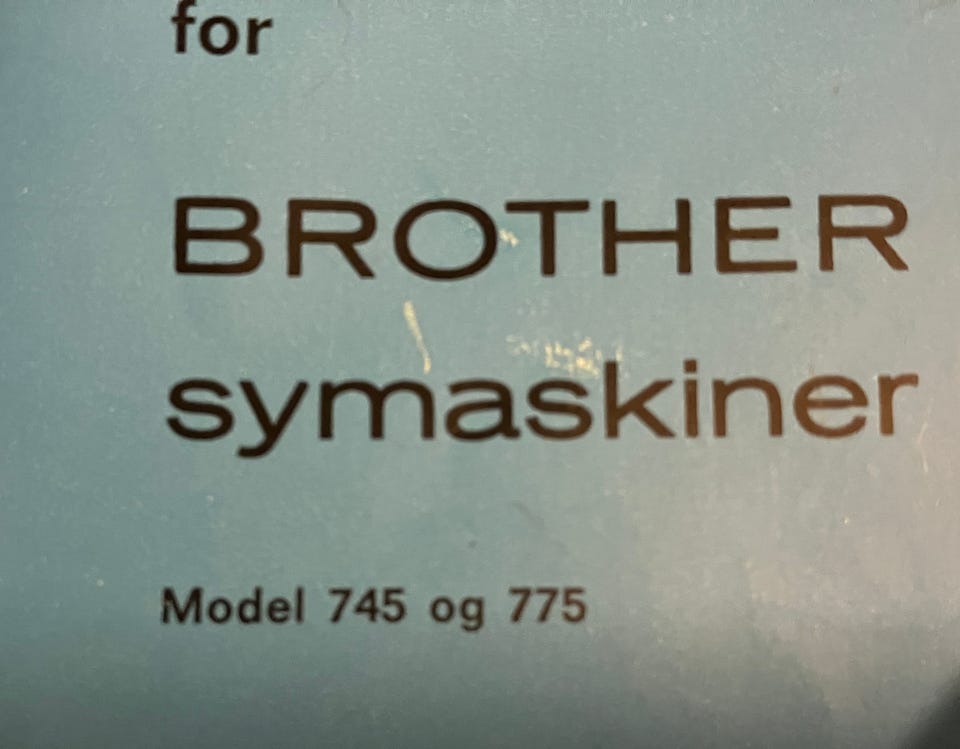 for
BROTHER
symaskiner
Model 745 og 775